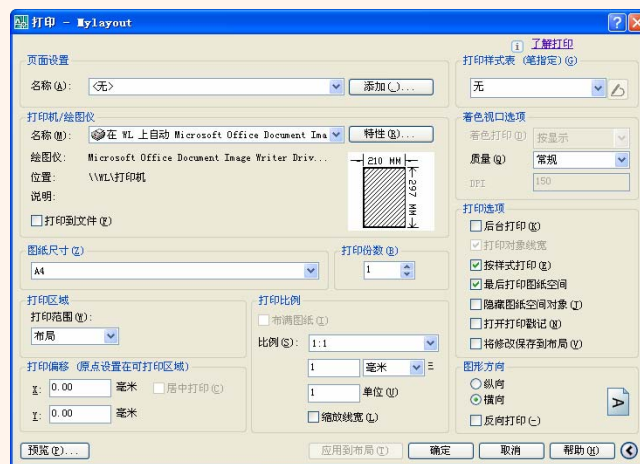 打印 - Mylayout
了解打印
页面设置
名称(A): <无> 添加(.)...
打印样式表 (笔指定)(G)
无
打印机/绘图仪
名称(M): 在 WL 上自动 Microsoft Office Document Ima 特性(R)...
绘图仪: Microsoft Office Document Image Writer Driv...
位置: \\WL\打印机
说明:
打印到文件(F)
210 MM
297 MM
着色视口选项
着色打印(D) 按显示
质量(Q) 常规
DPI 150
图纸尺寸(Z)
A4
打印份数(B)
1
打印选项
后台打印(K)
打印对象线宽
按样式打印(E)
最后打印图纸空间
隐藏图纸空间对象(J)
打开打印戳记(N)
将修改保存到布局(V)
打印区域
打印范围(W):
布局
打印比例
布满图纸(I)
比例(S): 1:1
1 毫米
1 单位(U)
缩放线宽(L)
打印偏移 (原点设置在可打印区域)
X: 0.00 毫米 居中打印(C)
Y: 0.00 毫米
图形方向
纵向
横向
反向打印(-)
A
预览(P)... 应用到布局(T) 确定 取消 帮助(H)